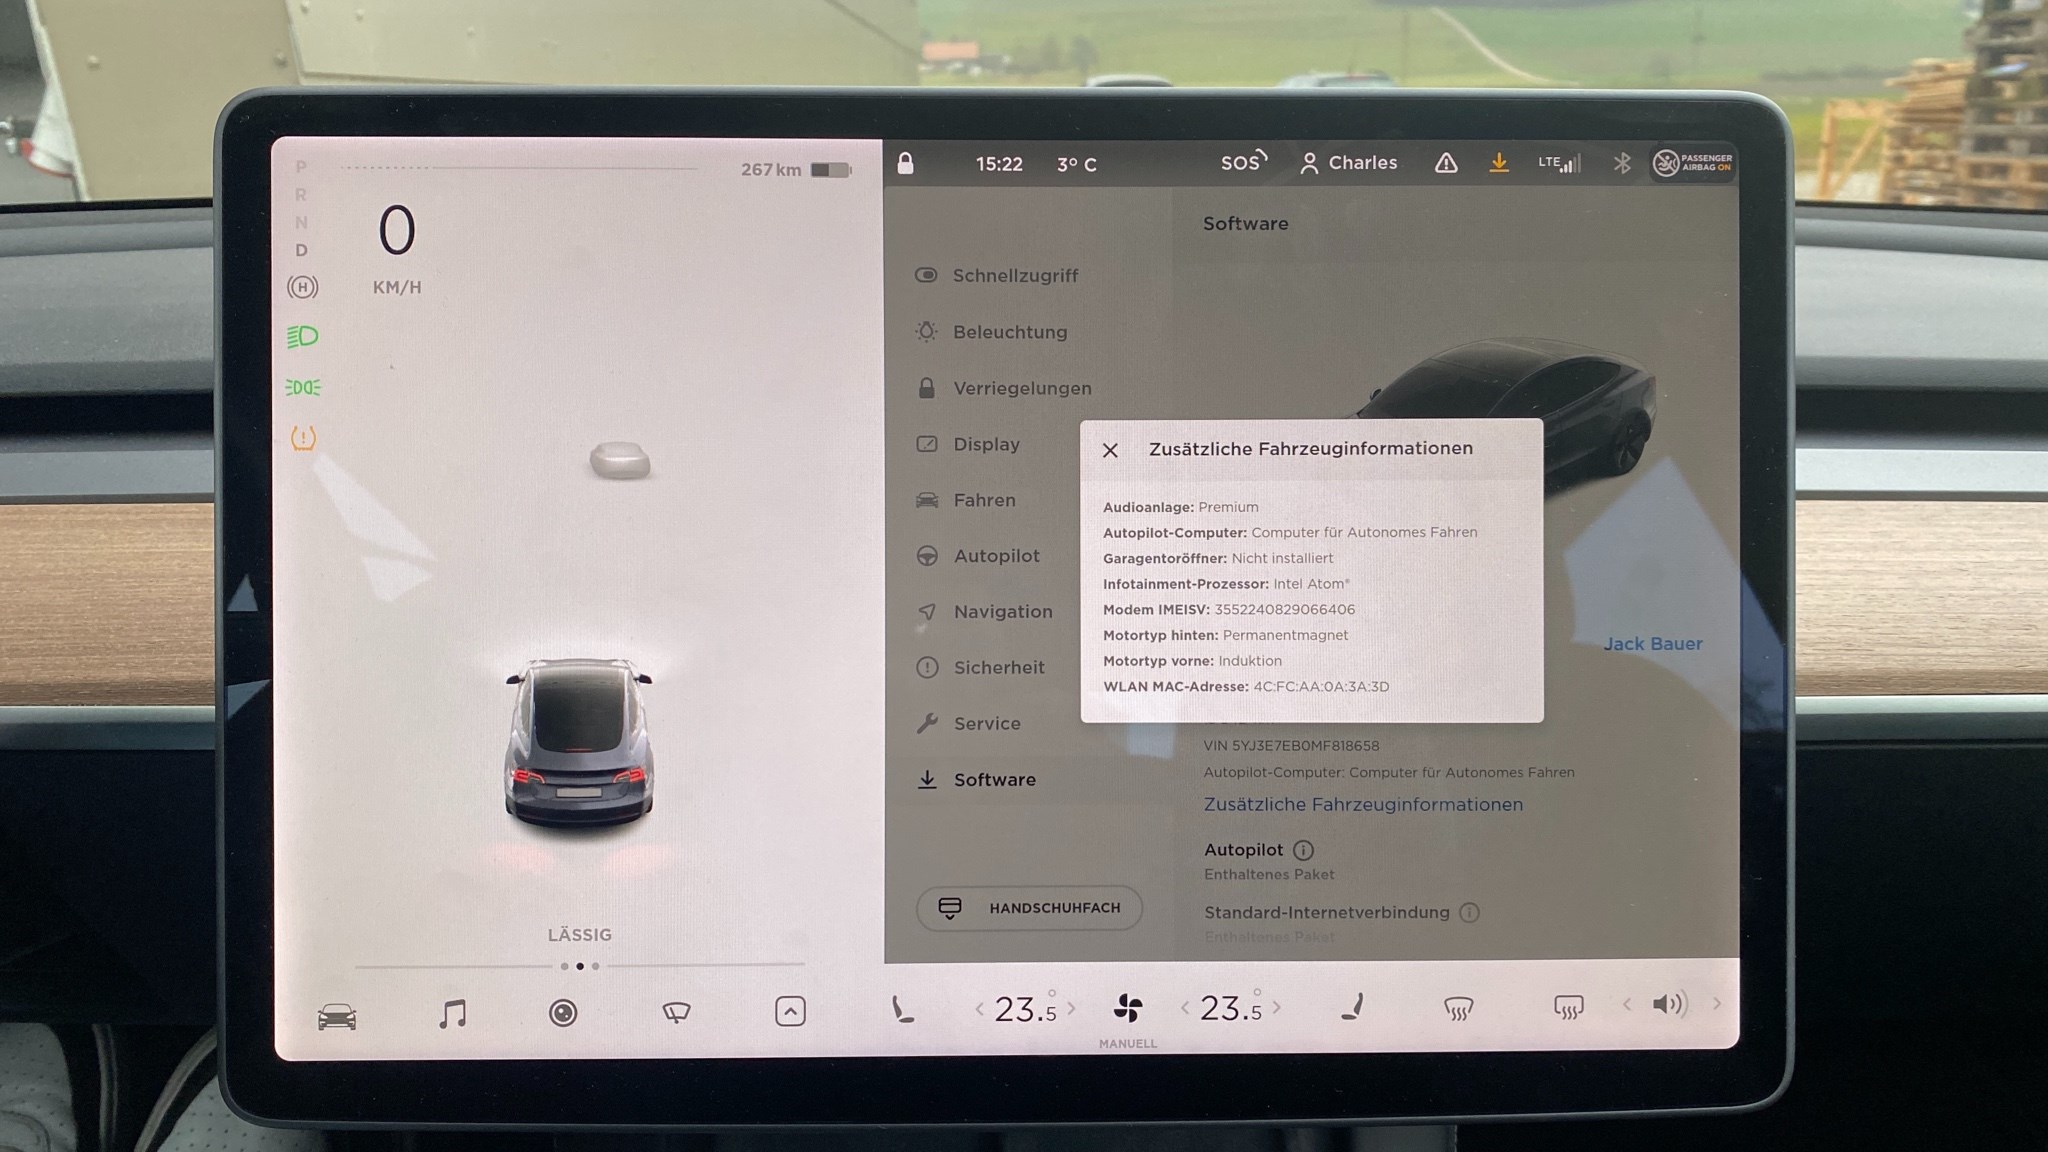 P
R
N
D
267 km
0
KM/H
LÄSSIG
15:22
3° C
SOS
Charles
LTE
PASSENGER
AIRBAG ON
Software
Schnellzugriff
Beleuchtung
Verriegelungen
Display
Fahren
Autopilot
Navigation
Sicherheit
Service
Software
HANDSCHUHFACH
Zusätzliche Fahrzeuginformationen
Audioanlage: Premium
Autopilot-Computer: Computer für Autonomes Fahren
Garagentoröffner: Nicht installiert
Infotainment-Prozessor: Intel Atom®
Modem IMEISV: 3552240829066406
Motortyp hinten: Permanentmagnet
Motortyp vorne: Induktion
WLAN MAC-Adresse: 4C:FC:AA:0A:3A:3D
Jack Bauer
VIN 5YJ3E7EB0MF818658
Autopilot-Computer: Computer für Autonomes Fahren
Zusätzliche Fahrzeuginformationen
Autopilot
Enthaltenes Paket
Standard-Internetverbindung
Enthaltenes Paket
23.5
23.5
MANUELL